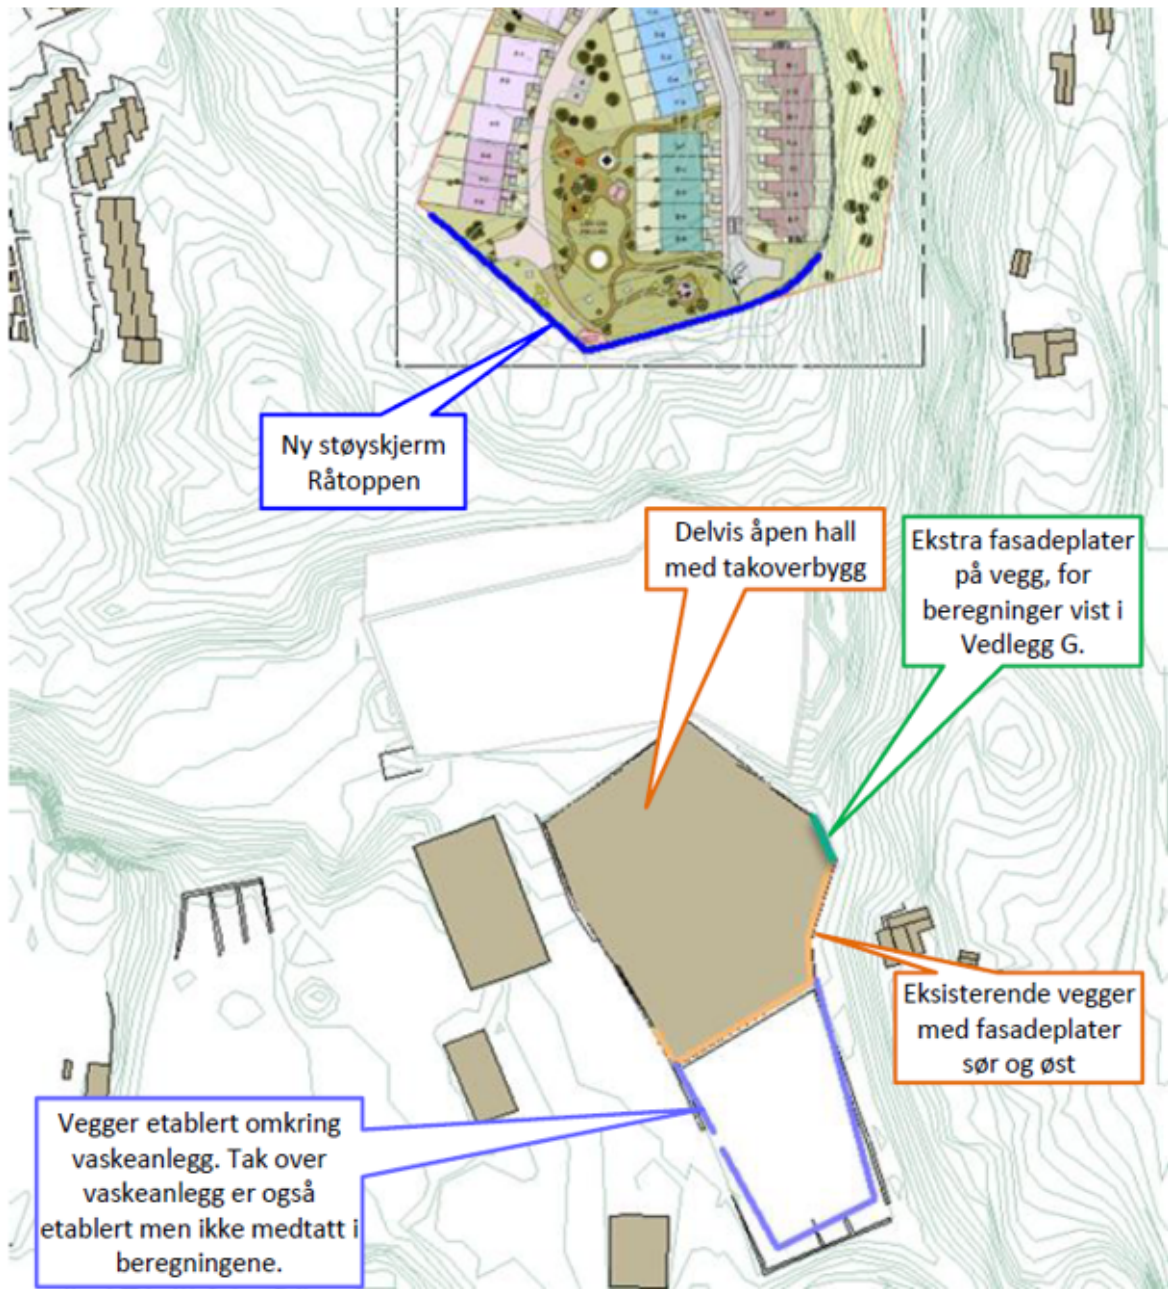 Ny støyskjerm
Råtoppen
Delvis åpen hall
med takoverbygg
Ekstra fasadeplater
på vegg, for
beregninger vist i
Vedlegg G.
Eksisterende vegger
med fasadeplater
sør og øst
Vegger etablert omkring
vaskeanlegg. Tak over
vaskeanlegg er også
etablert men ikke medtatt i
beregningene.